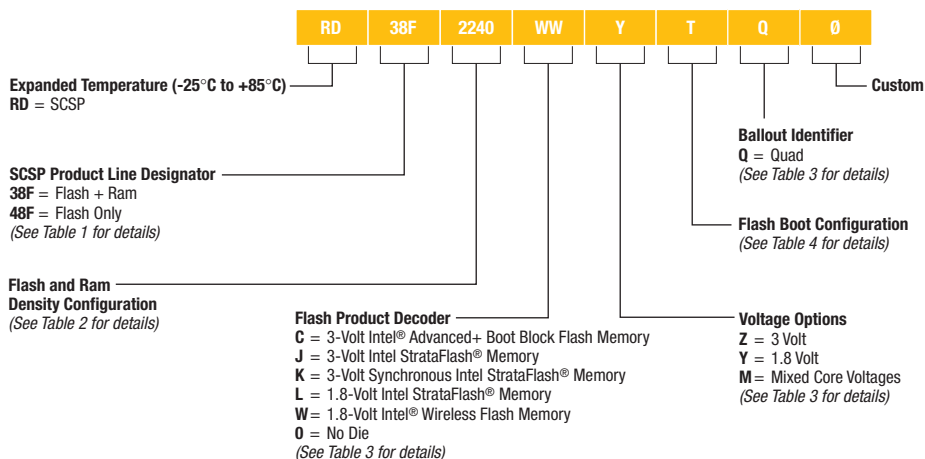 RD 38F 2240 WW Y T Q Ø
Expanded Temperature (-25°C to +85°C)
RD = SCSP
Custom
Ballout Identifier
Q = Quad
(See Table 3 for details)
SCSP Product Line Designator
38F = Flash + Ram
48F = Flash Only
(See Table 1 for details)
Flash Boot Configuration
(See Table 4 for details)
Flash and Ram
Density Configuration
(See Table 2 for details)
Flash Product Decoder
C = 3-Volt Intel® Advanced+ Boot Block Flash Memory
J = 3-Volt Intel StrataFlash® Memory
K = 3-Volt Synchronous Intel StrataFlash® Memory
L = 1.8-Volt Intel StrataFlash® Memory
W = 1.8-Volt Intel® Wireless Flash Memory
0 = No Die
(See Table 3 for details)
Voltage Options
Z = 3 Volt
Y = 1.8 Volt
M = Mixed Core Voltages
(See Table 3 for details)